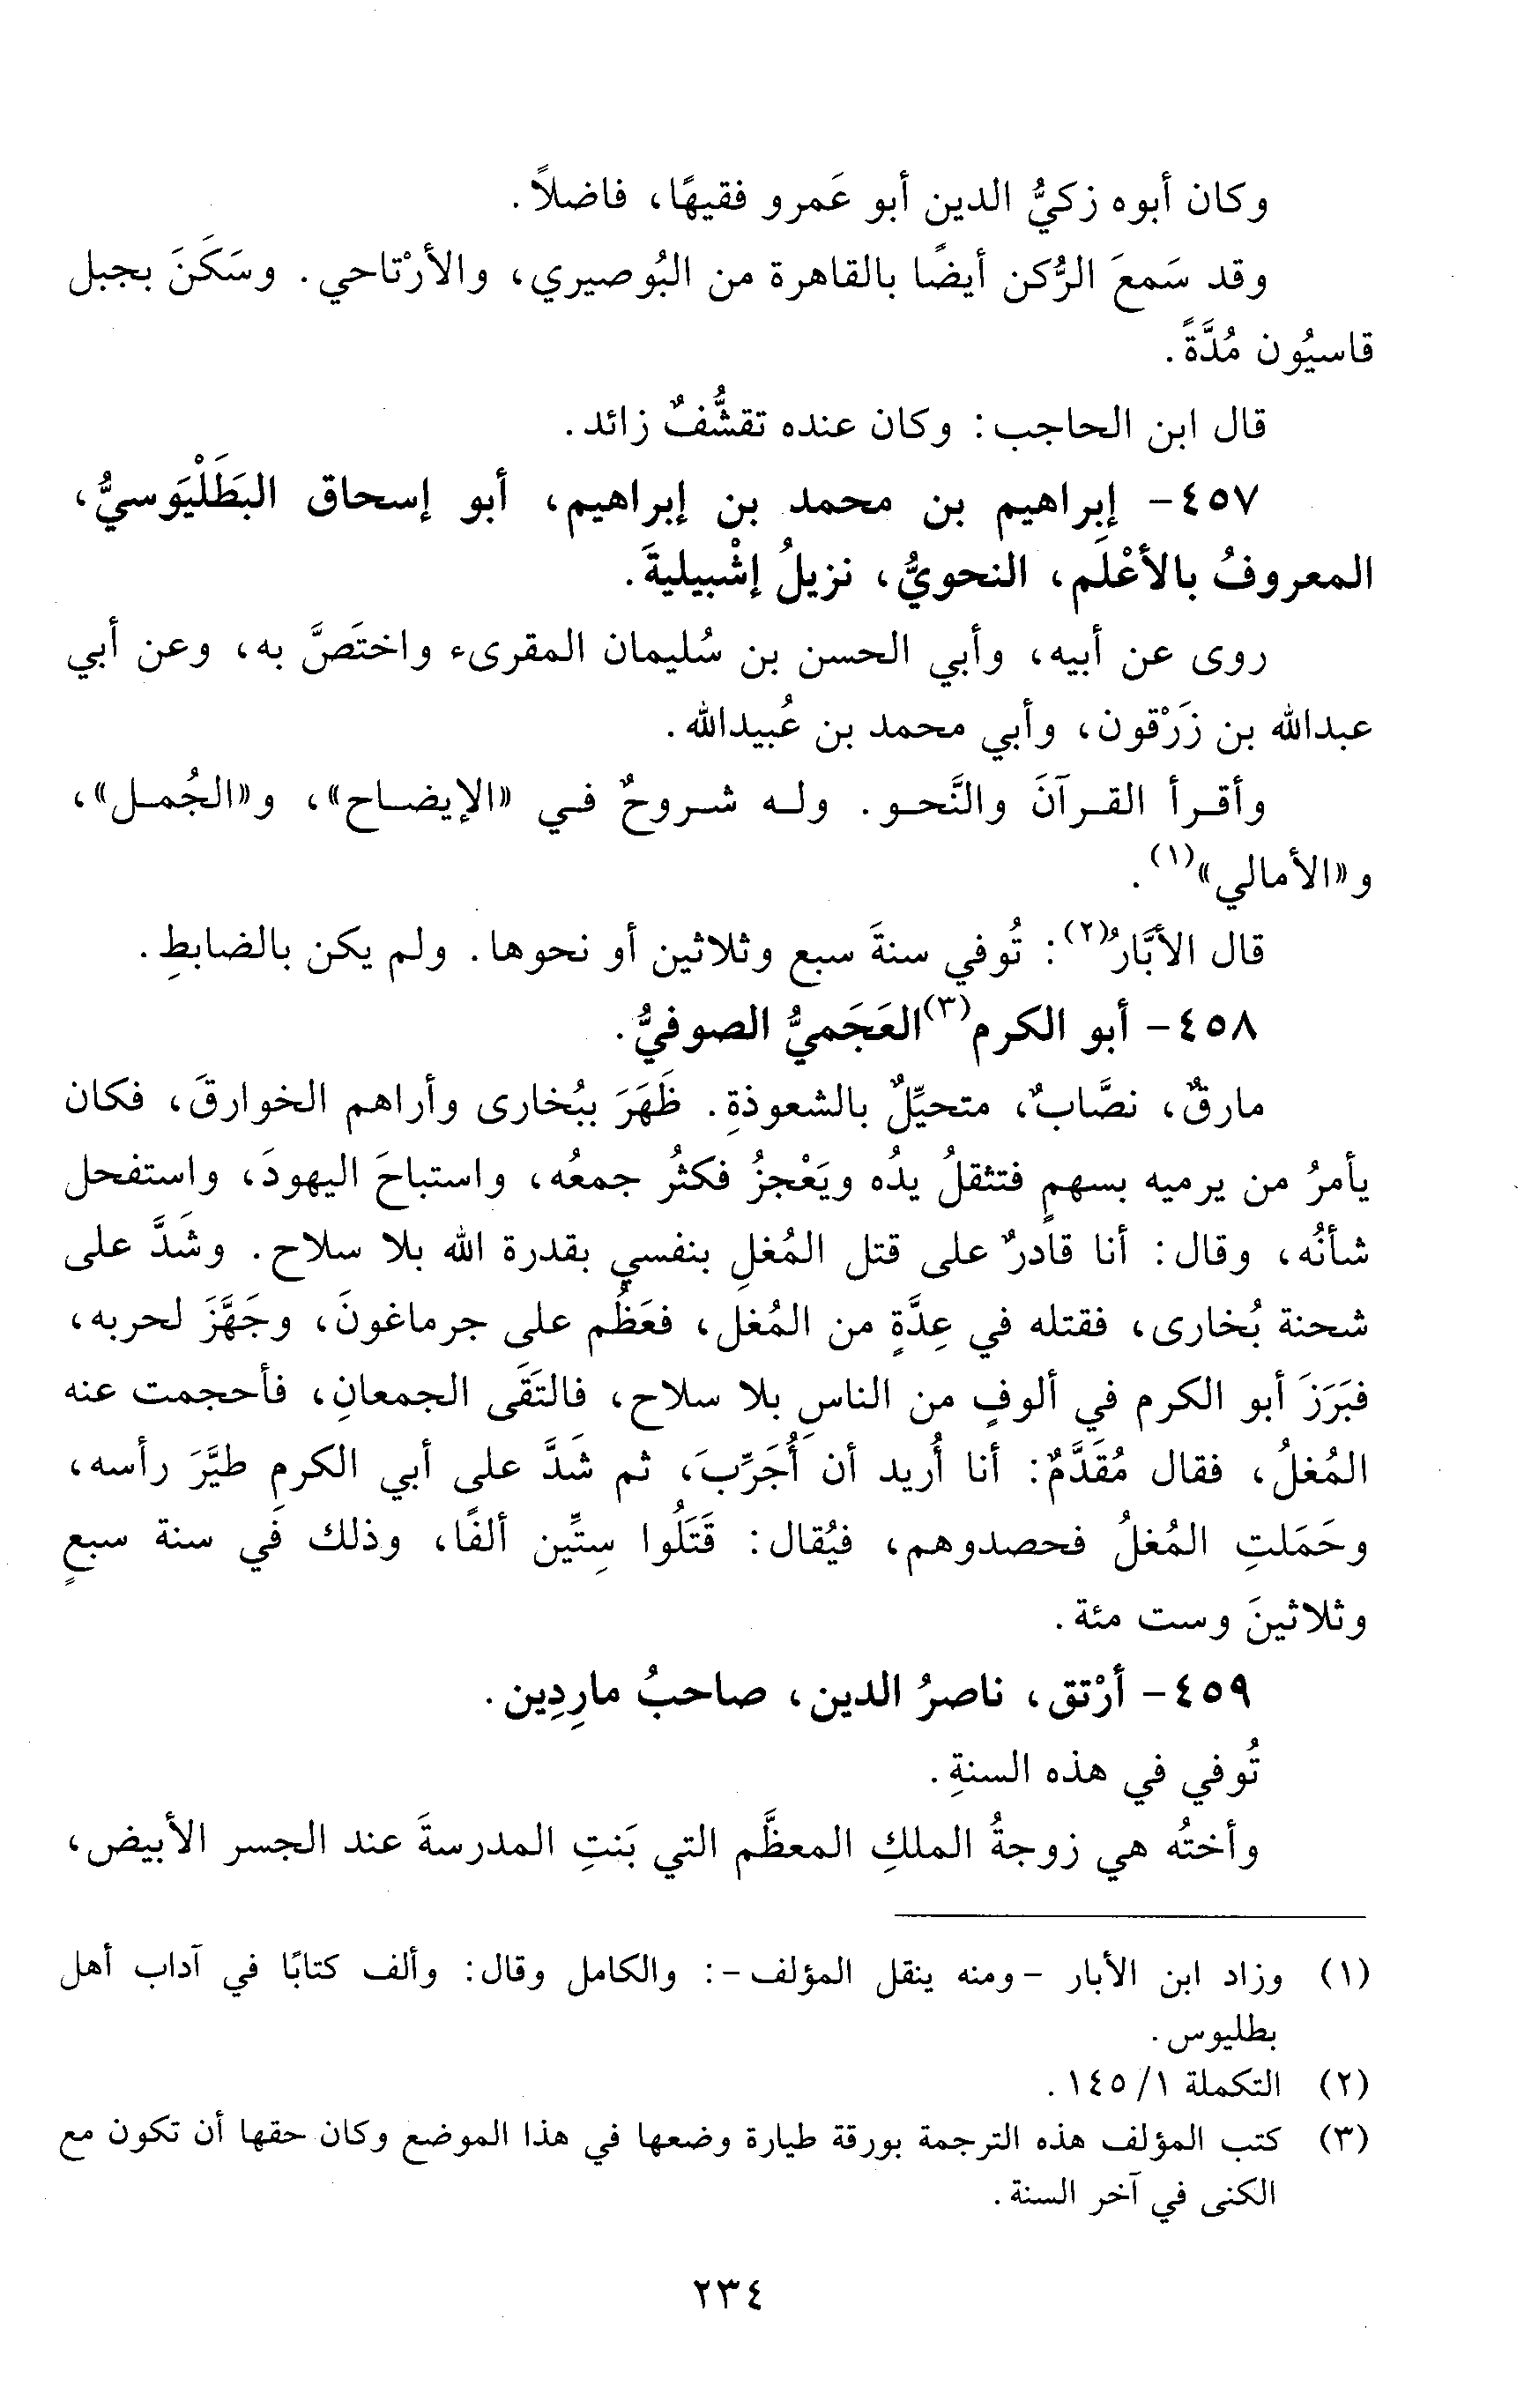 وكان أبوه زكيُّ الدين أبو عَمرو فقيهًا، فاضلاً.
وقد سَمعَ الرُّكن أيضًا بالقاهرة من البُوصيري، والأرْتاحي. وسَكَنَ بجبل
قاسيُون مُدَّةً.
قال ابن الحاجب: وكان عنده تقشُّفٌ زائد.
٤٥٧- إبراهيم بن محمد بن إبراهيم، أبو إسحاق البَطَلْيَوسيُّ،
المعروفُ بالأعْلَم، النحويُّ، نزيلُ إشْبيليةَ.
روى عن أبيه، وأبي الحسن بن سُليمان المقرىء واختَصَّ به، وعن أبي
عبدالله بن زَرْقون، وأبي محمد بن عُبيدالله.
وأقرأ القرآنَ والنَّحو. وله شروحٌ في «الإيضاح»، و«الجُمل»،
و«الأمالي»(١).
قال الأبَّارُ(٢): تُوفي سنةَ سبع وثلاثين أو نحوها. ولم يكن بالضابطِ.
٤٥٨- أبو الكرم(٣) العَجَميُّ الصوفيُّ.
مارقٌ، نصَّابٌ، متحيِّلٌ بالشعوذةِ. ظَهَرَ ببُخارى وأراهم الخوارقَ، فكان
يأمرُ من يرميه بسهمٍ فتثقلُ يدُه ويَعْجزُ فكثُر جمعُه، واستباحَ اليهودَ، واستفحل
شأنُه، وقال: أنا قادرٌ على قتل المُغلِ بنفسي بقدرة الله بلا سلاح. وشَدَّ على
شحنة بُخارى، فقتله في عِدَّةٍ من المُغل، فعَظُم على جرماغونَ، وجَهَّزَ لحربه،
فبَرَزَ أبو الكرم في ألوفٍ من الناسِ بلا سلاح، فالتَقَى الجمعانِ، فأحجمت عنه
المُغلُ، فقال مُقَدَّمٌ: أنا أُريد أن أُجَرِّبَ، ثم شَدَّ على أبي الكرمِ طيَّرَ رأسه،
وحَمَلتِ المُغلُ فحصدوهم، فيُقال: قَتَلُوا سِتِّين ألفًا، وذلك في سنة سبعٍ
وثلاثينَ وست مئة.
٤٥٩- أرْتق، ناصرُ الدين، صاحبُ مارِدِين.
تُوفي في هذه السنةِ.
وأختُه هي زوجةُ الملكِ المعظَّم التي بَنتِ المدرسةَ عند الجسر الأبيض،
(١) وزاد ابن الأبار -ومنه ينقل المؤلف-: والكامل وقال: وألف كتابًا في آداب أهل
بطليوس.
(٢) التكملة ١/ ١٤٥.
(٣) كتب المؤلف هذه الترجمة بورقة طيارة وضعها في هذا الموضع وكان حقها أن تكون مع
الكنى في آخر السنة.
٢٣٤